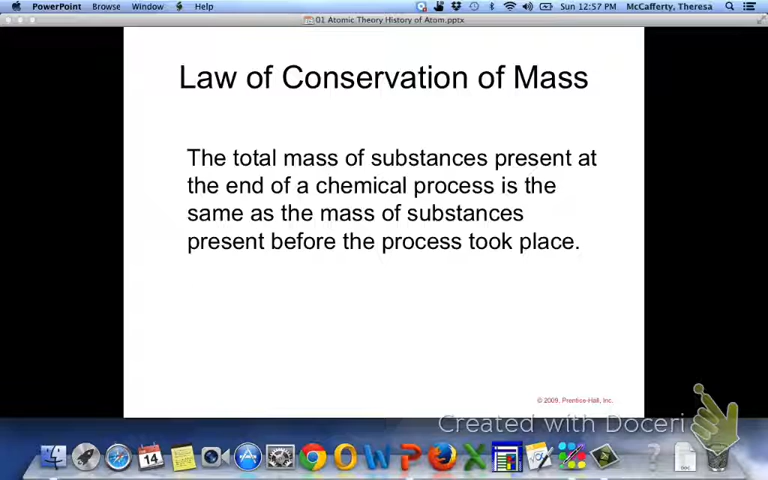 PowerPoint Browse Window Help Sun 12:57 PM McCafferty, Theresa
01 Atomic Theory History of Atom.pptx
Law of Conservation of Mass
The total mass of substances present at
the end of a chemical process is the
same as the mass of substances
present before the process took place.
© 2009, Prentice-Hall, Inc.
Created with Doceri
14
DOC